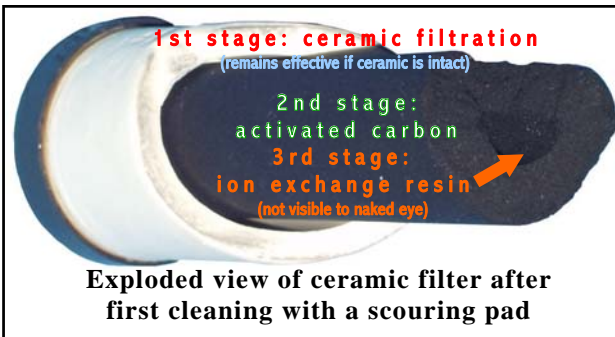 1st stage: ceramic filtration
(remains effective if ceramic is intact)
2nd stage:
activated carbon
3rd stage:
ion exchange resin
(not visible to naked eye)
Exploded view of ceramic filter after
first cleaning with a scouring pad